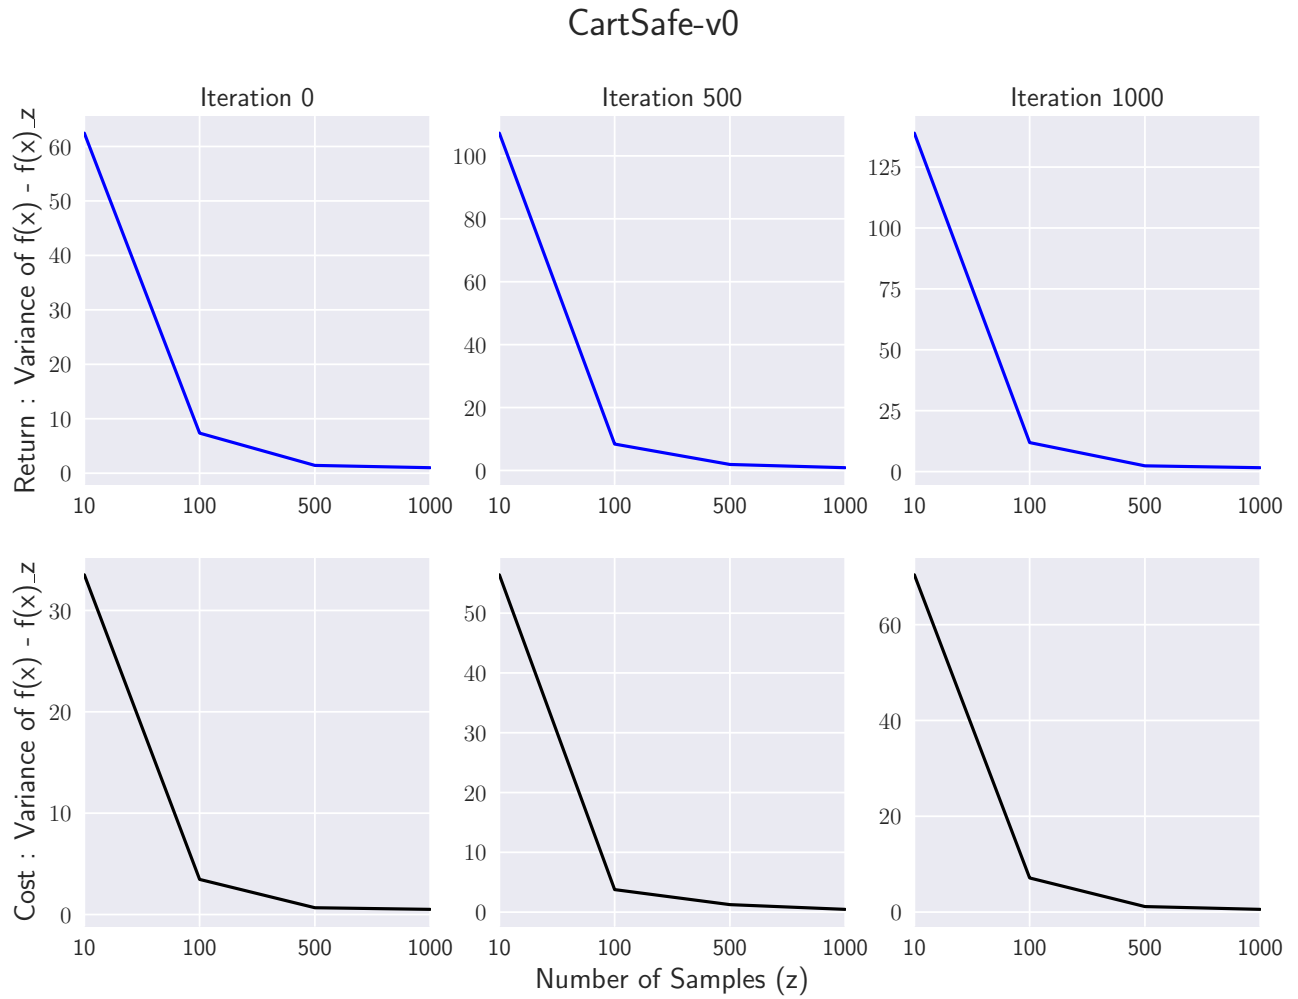 CartSafe-v0
Iteration 0
Iteration 500
Iteration 1000
Return : Variance of f(x) - f(x)_z
60
50
40
30
20
10
0
10 100 500 1000
100
80
60
40
20
0
10 100 500 1000
125
100
75
50
25
0
10 100 500 1000
Cost : Variance of f(x) - f(x)_z
30
20
10
0
10 100 500 1000
50
40
30
20
10
0
10 100 500 1000
60
40
20
0
10 100 500 1000
Number of Samples (z)